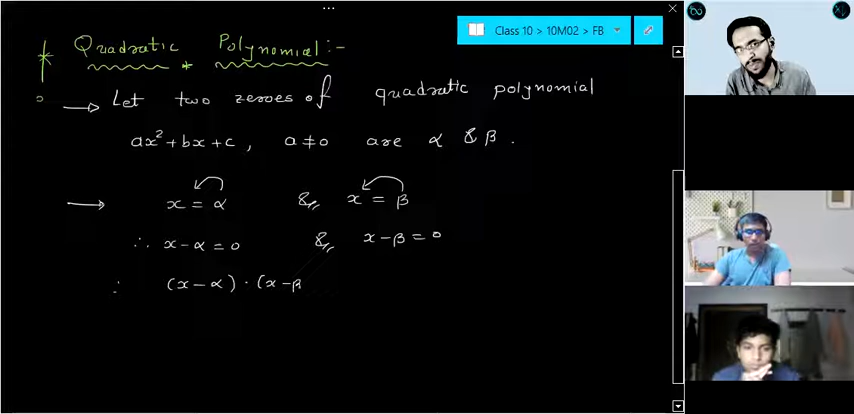 Quadratic Polynomial :-
Class 10 > 10M02 > FB
→ Let two zeroes of quadratic polynomial
ax² + bx + c, a ≠ 0 are α & β.
→ x = α & x = β
∴ x - α = 0 & x - β = 0
∴ (x - α) · (x - β